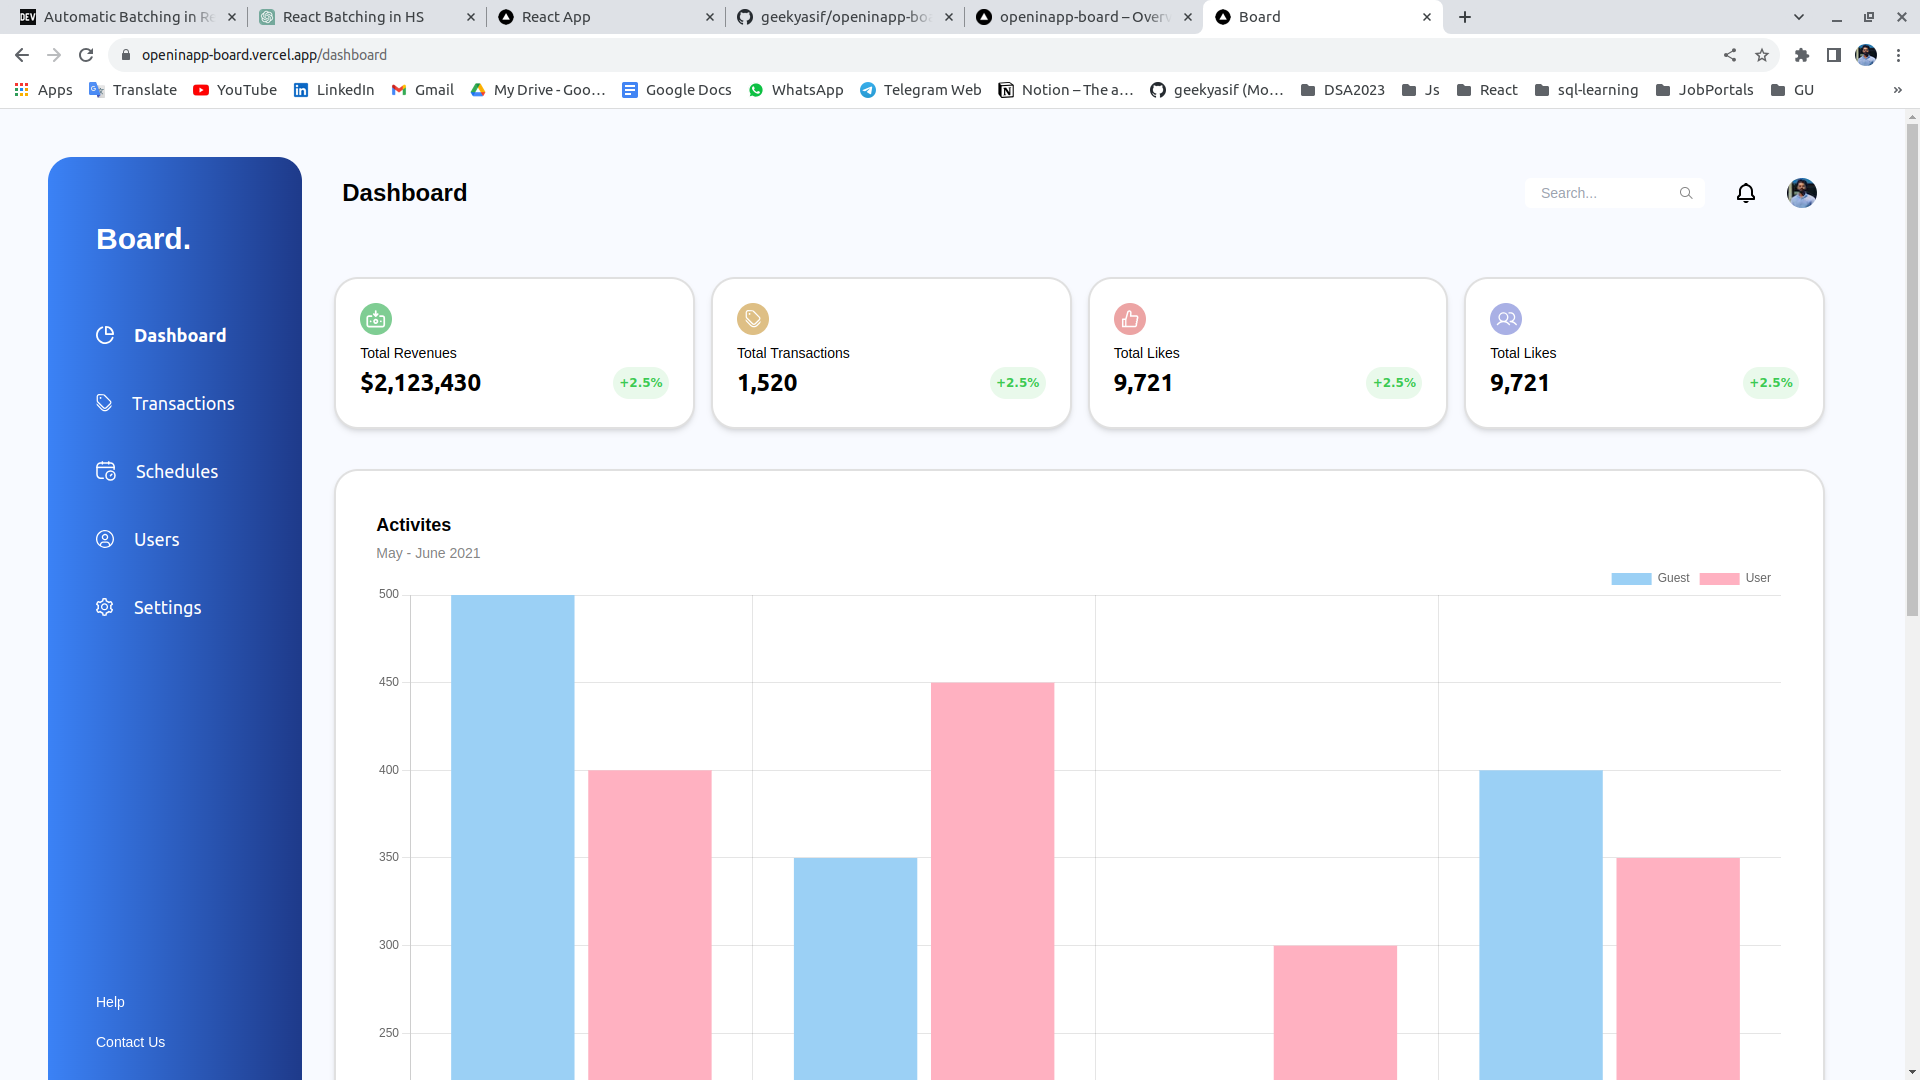 DEV Automatic Batching in Re
React Batching in HS
React App
geekyasif/openinapp-boa
openinapp-board – Overv
Board
openinapp-board.vercel.app/dashboard
Apps
Translate
YouTube
LinkedIn
Gmail
My Drive - Goo...
Google Docs
WhatsApp
Telegram Web
Notion – The a...
geekyasif (Mo...
DSA2023
Js
React
sql-learning
JobPortals
GU
»
Board.
Dashboard
Transactions
Schedules
Users
Settings
Help
Contact Us
Dashboard
Search...
Total Revenues
$2,123,430
+2.5%
Total Transactions
1,520
+2.5%
Total Likes
9,721
+2.5%
Total Likes
9,721
+2.5%
Activites
May - June 2021
Guest
User
500
450
400
350
300
250